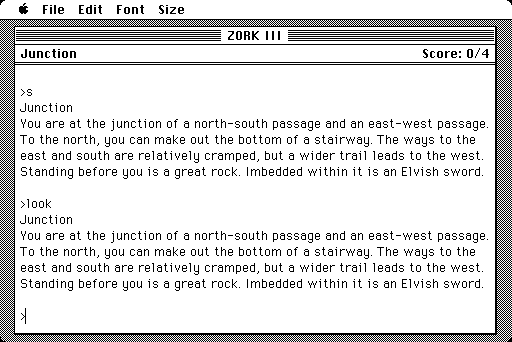 File Edit Font Size
ZORK III
Junction Score: 0/4
>s
Junction
You are at the junction of a north-south passage and an east-west passage.
To the north, you can make out the bottom of a stairway. The ways to the
east and south are relatively cramped, but a wider trail leads to the west.
Standing before you is a great rock. Imbedded within it is an Elvish sword.
>look
Junction
You are at the junction of a north-south passage and an east-west passage.
To the north, you can make out the bottom of a stairway. The ways to the
east and south are relatively cramped, but a wider trail leads to the west.
Standing before you is a great rock. Imbedded within it is an Elvish sword.
>